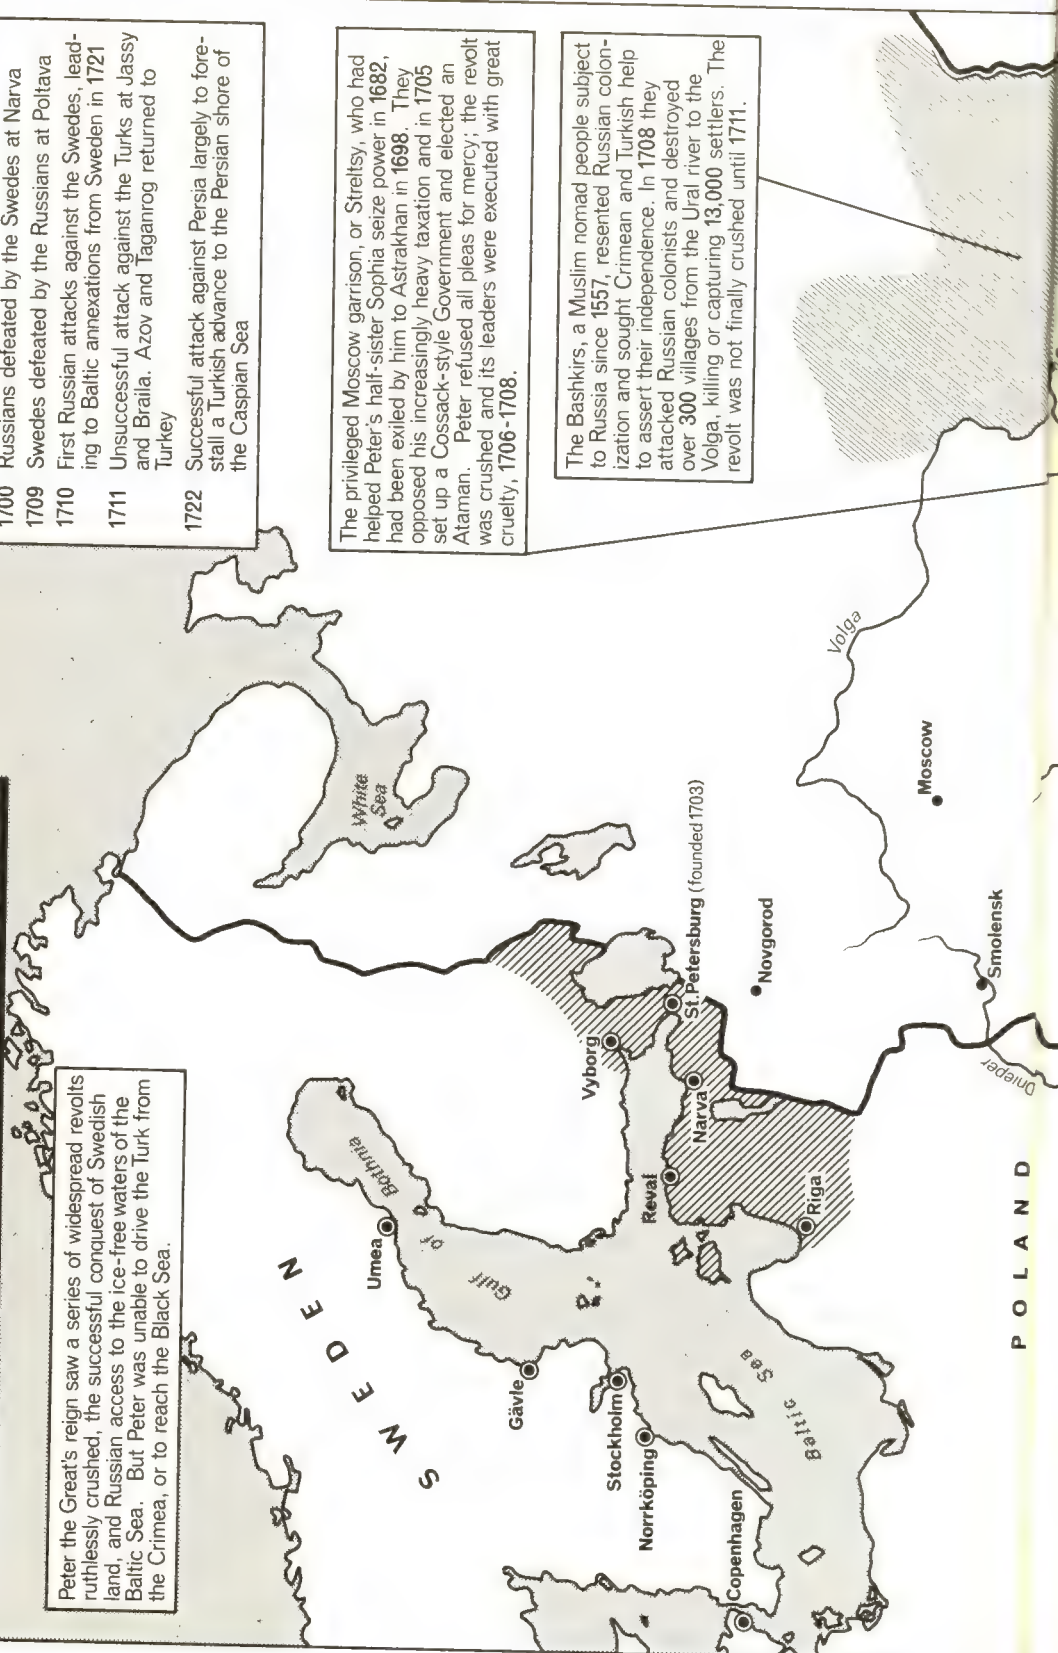 Peter the Great's reign saw a series of widespread revolts
ruthlessly crushed, the successful conquest of Swedish
land, and Russian access to the ice-free waters of the
Baltic Sea. But Peter was unable to drive the Turk from
the Crimea, or to reach the Black Sea.
1700 Russians defeated by the Swedes at Narva
1709 Swedes defeated by the Russians at Poltava
1710 First Russian attacks against the Swedes, lead-
ing to Baltic annexations from Sweden in 1721
1711 Unsuccessful attack against the Turks at Jassy
and Braila. Azov and Taganrog returned to
Turkey
1722 Successful attack against Persia largely to fore-
stall a Turkish advance to the Persian shore of
the Caspian Sea
The privileged Moscow garrison, or Streltsy, who had
helped Peter's half-sister Sophia seize power in 1682,
had been exiled by him to Astrakhan in 1698. They
opposed his increasingly heavy taxation and in 1705
set up a Cossack-style Government and elected an
Ataman. Peter refused all pleas for mercy; the revolt
was crushed and its leaders were executed with great
cruelty, 1706-1708.
The Bashkirs, a Muslim nomad people subject
to Russia since 1557, resented Russian colon-
ization and sought Crimean and Turkish help
to assert their independence. In 1708 they
attacked Russian colonists and destroyed
over 300 villages from the Ural river to the
Volga, killing or capturing 13,000 settlers. The
revolt was not finally crushed until 1711.
White
Sea
SWEDEN
Umea
Gulf of Bothnia
Gävle
Stockholm
Norrköping
Copenhagen
Baltic Sea
Vyborg
St.Petersburg (founded 1703)
Reval
Narva
Riga
Novgorod
Volga
Moscow
Smolensk
Dnieper
POLAND